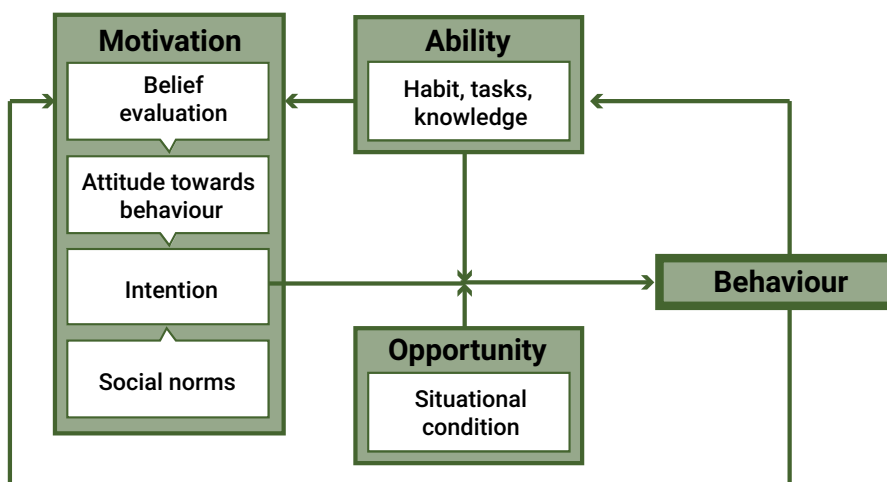 Motivation
Belief
evaluation
Attitude towards
behaviour
Intention
Social norms
Ability
Habit, tasks,
knowledge
Opportunity
Situational
condition
Behaviour